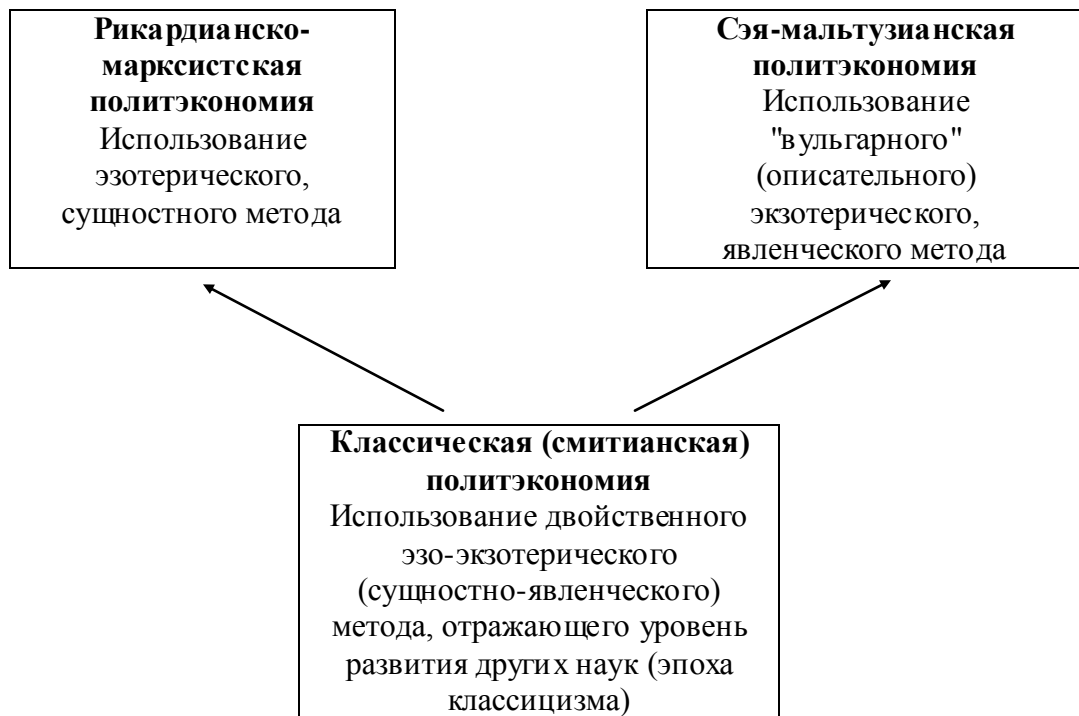 Рикардианско-
марксистская
политэкономия
Использование
эзотерического,
сущностного метода
Сэя-мальтузианская
политэкономия
Использование
"вульгарного"
(описательного)
экзотерического,
явленческого метода
Классическая (смитианская)
политэкономия
Использование двойственного
эзо-экзотерического
(сущностно-явленческого)
метода, отражающего уровень
развития других наук (эпоха
классицизма)